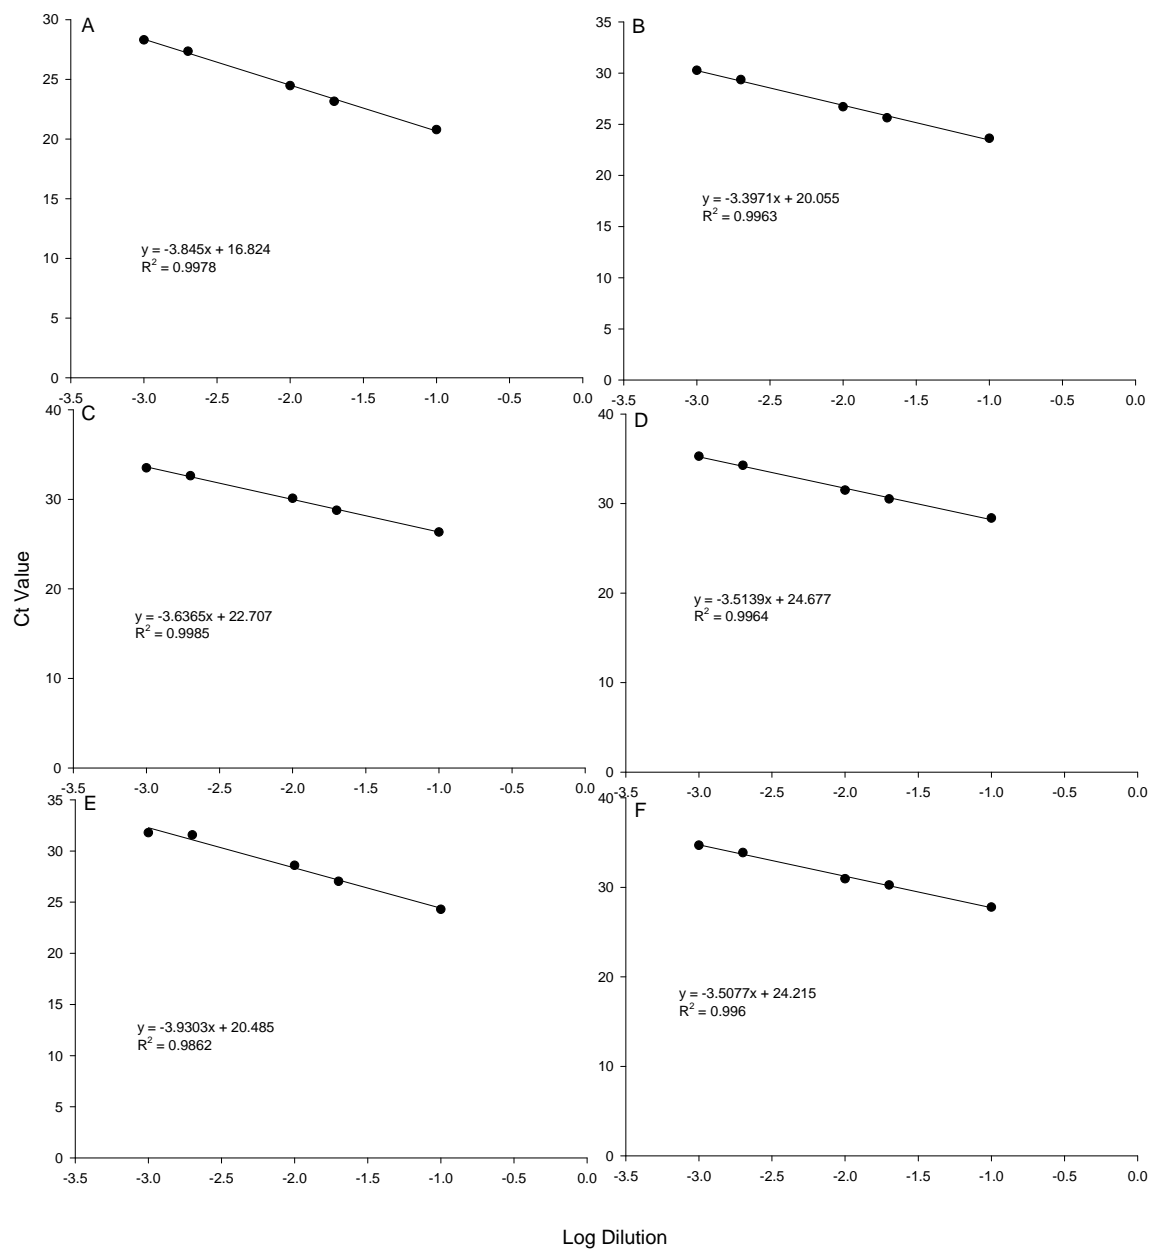 A
30
25
20
15
10
5
0
y = -3.845x + 16.824
R² = 0.9978
-3.5 -3.0 -2.5 -2.0 -1.5 -1.0 -0.5 0.0
B
35
30
25
20
15
10
5
0
y = -3.3971x + 20.055
R² = 0.9963
-3.5 -3.0 -2.5 -2.0 -1.5 -1.0 -0.5 0.0
C
40
30
20
10
0
y = -3.6365x + 22.707
R² = 0.9985
-3.5 -3.0 -2.5 -2.0 -1.5 -1.0 -0.5 0.0
D
40
30
20
10
0
y = -3.5139x + 24.677
R² = 0.9964
-3.5 -3.0 -2.5 -2.0 -1.5 -1.0 -0.5 0.0
Ct Value
E
35
30
25
20
15
10
5
0
y = -3.9303x + 20.485
R² = 0.9862
-3.5 -3.0 -2.5 -2.0 -1.5 -1.0 -0.5 0.0
F
40
30
20
10
0
y = -3.5077x + 24.215
R² = 0.996
-3.5 -3.0 -2.5 -2.0 -1.5 -1.0 -0.5 0.0
Log Dilution